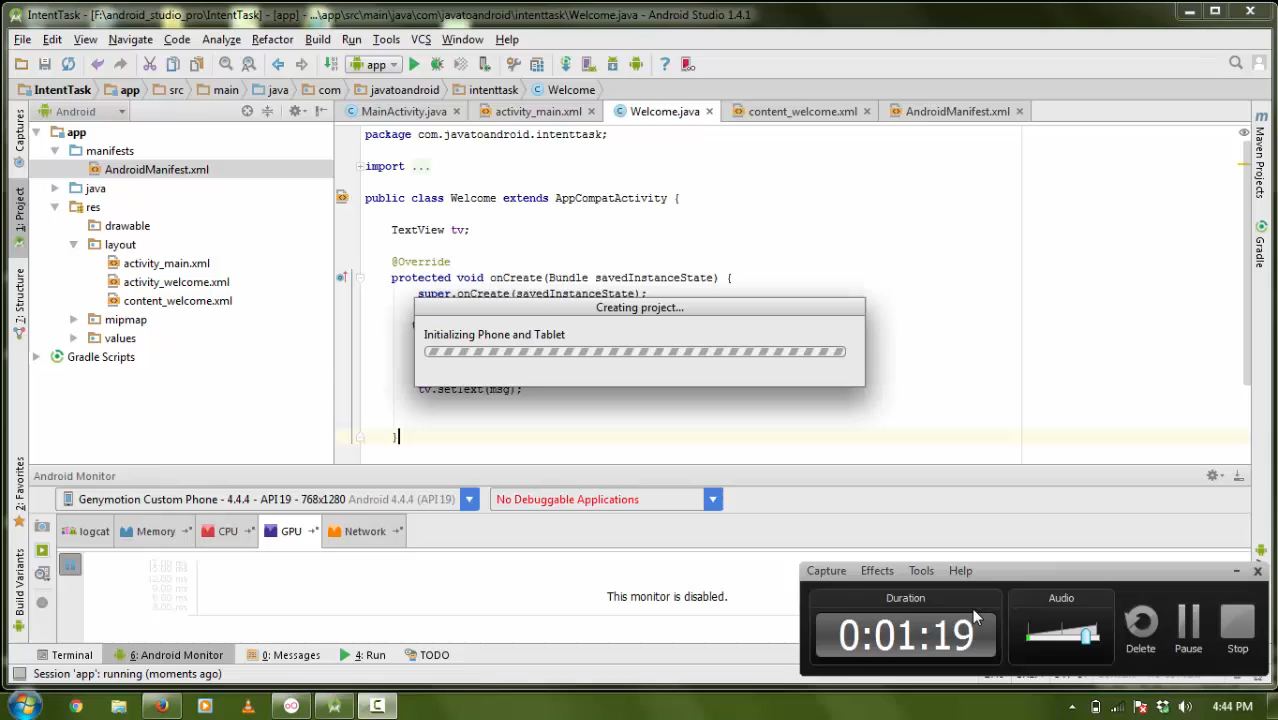 IntentTask - [F:\android_studio_pro\IntentTask] - [app] - ...\app\src\main\java\com\javatoandroid\intenttask\Welcome.java - Android Studio 1.4.1
File Edit View Navigate Code Analyze Refactor Build Run Tools VCS Window Help
app
IntentTask app src main java com javatoandroid intenttask Welcome
Android
MainActivity.java activity_main.xml Welcome.java content_welcome.xml AndroidManifest.xml
Captures
1: Project
7: Structure
2: Favorites
Build Variants
app
manifests
AndroidManifest.xml
java
res
drawable
layout
activity_main.xml
activity_welcome.xml
content_welcome.xml
mipmap
values
Gradle Scripts
package com.javatoandroid.intenttask;
import ...
public class Welcome extends AppCompatActivity {
TextView tv;
@Override
protected void onCreate(Bundle savedInstanceState) {
super.onCreate(savedInstanceState);
Creating project...
Initializing Phone and Tablet
tv.setText(msg);
}
Maven Projects
Gradle
Android Monitor
Genymotion Custom Phone - 4.4.4 - API 19 - 768x1280 Android 4.4.4 (API 19) No Debuggable Applications
logcat Memory CPU GPU Network
12.00 ms
This monitor is disabled.
Capture Effects Tools Help
Duration Audio
0:01:19
Delete Pause Stop
Terminal 6: Android Monitor 0: Messages 4: Run TODO
Session 'app': running (moments ago)
4:44 PM